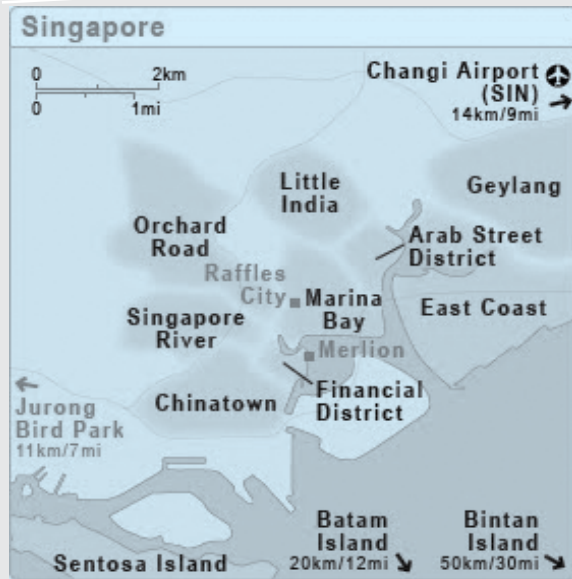 Singapore
0 2km
0 1mi
Changi Airport
(SIN)
14km/9mi
Little
India
Geylang
Orchard
Road
Arab Street
District
Raffles
City
Marina
Bay
East Coast
Singapore
River
Merlion
Chinatown
Financial
District
Jurong
Bird Park
11km/7mi
Sentosa Island
Batam
Island
20km/12mi
Bintan
Island
50km/30mi